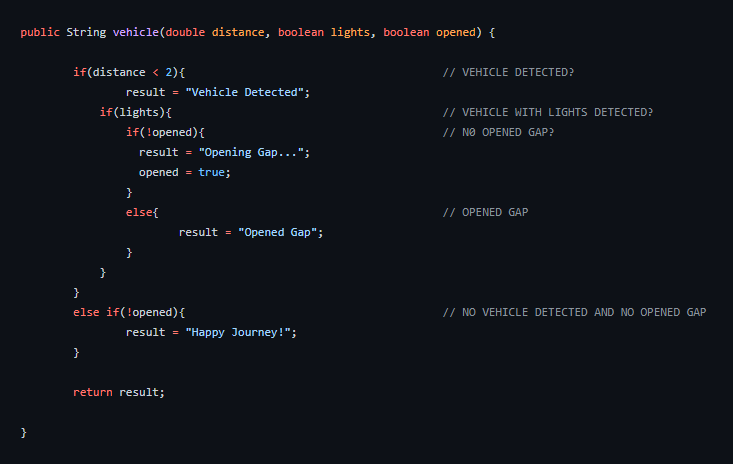 public String vehicle(double distance, boolean lights, boolean opened) {
if(distance < 2){ // VEHICLE DETECTED?
result = "Vehicle Detected";
if(lights){ // VEHICLE WITH LIGHTS DETECTED?
if(!opened){ // N0 OPENED GAP?
result = "Opening Gap...";
opened = true;
}
else{ // OPENED GAP
result = "Opened Gap";
}
}
}
else if(!opened){ // NO VEHICLE DETECTED AND NO OPENED GAP
result = "Happy Journey!";
}
return result;
}